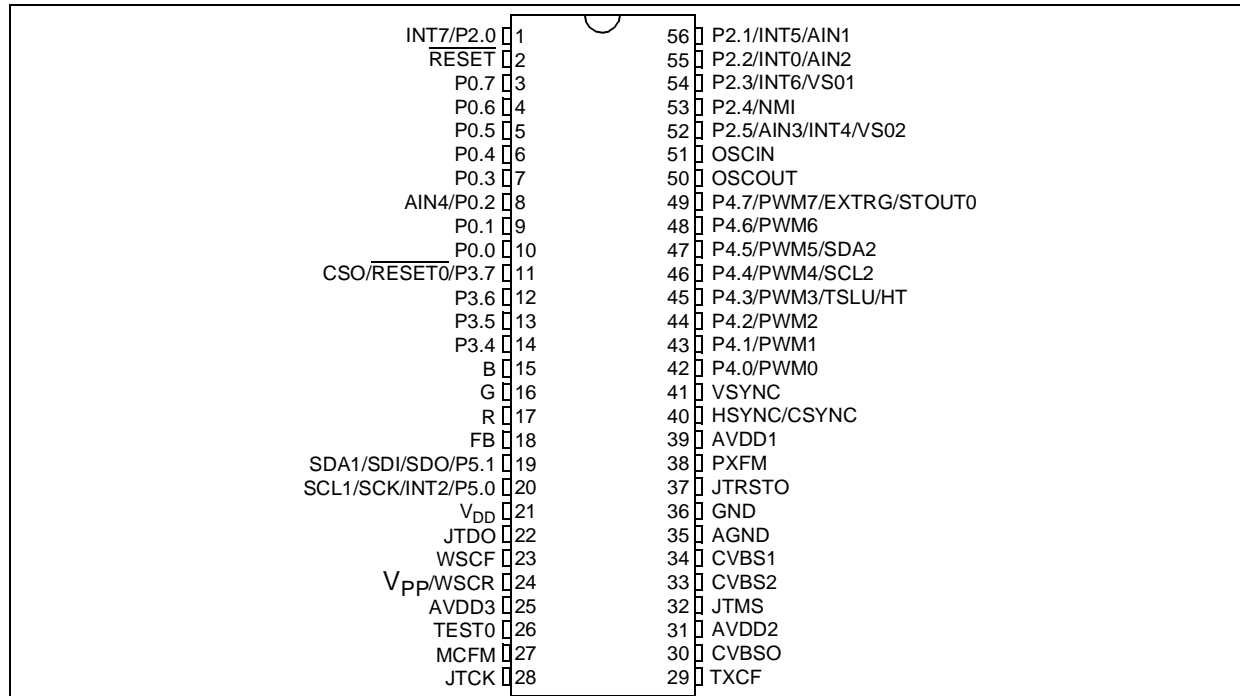 INT7/P2.0 1 56 P2.1/INT5/AIN1
RESET 2 55 P2.2/INT0/AIN2
P0.7 3 54 P2.3/INT6/VS01
P0.6 4 53 P2.4/NMI
P0.5 5 52 P2.5/AIN3/INT4/VS02
P0.4 6 51 OSCIN
P0.3 7 50 OSCOUT
AIN4/P0.2 8 49 P4.7/PWM7/EXTRG/STOUT0
P0.1 9 48 P4.6/PWM6
P0.0 10 47 P4.5/PWM5/SDA2
CSO/RESET0/P3.7 11 46 P4.4/PWM4/SCL2
P3.6 12 45 P4.3/PWM3/TSLU/HT
P3.5 13 44 P4.2/PWM2
P3.4 14 43 P4.1/PWM1
B 15 42 P4.0/PWM0
G 16 41 VSYNC
R 17 40 HSYNC/CSYNC
FB 18 39 AVDD1
SDA1/SDI/SDO/P5.1 19 38 PXFM
SCL1/SCK/INT2/P5.0 20 37 JTRSTO
VDD 21 36 GND
JTDO 22 35 AGND
WSCF 23 34 CVBS1
VPP/WSCR 24 33 CVBS2
AVDD3 25 32 JTMS
TEST0 26 31 AVDD2
MCFM 27 30 CVBSO
JTCK 28 29 TXCF